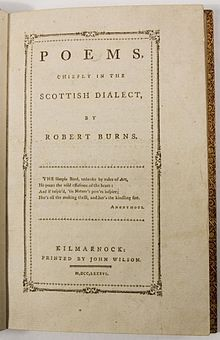 POEMS,
CHIEFLY IN THE
SCOTTISH DIALECT,
BY
ROBERT BURNS.
THE Simple Bard, unbroke by rules of Art,
He pours the wild effusions of the heart:
And if inspir'd, 'tis Nature's pow'rs inspire;
Her's all the melting thrill, and her's the kindling fire.
ANONYMOUS.
KILMARNOCK:
PRINTED BY JOHN WILSON.
M,DCC,LXXXVI.